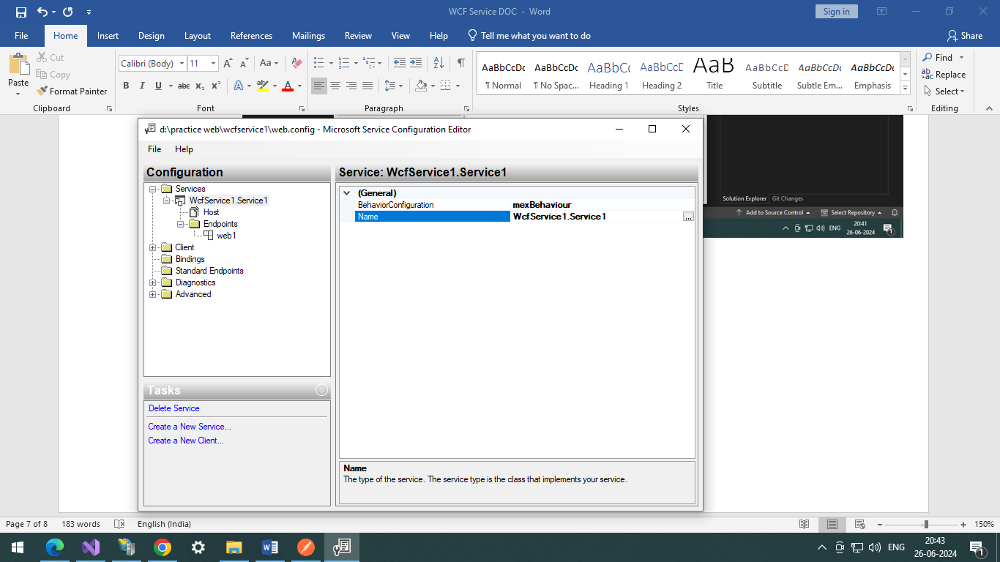 WCF Service DOC - Word
Sign in
File Home Insert Design Layout References Mailings Review View Help Tell me what you want to do Share
Paste
Cut
Copy
Format Painter
Clipboard
Calibri (Body) 11
Font
Paragraph
AaBbCcDc AaBbCcDc AaBbCc AaBbCcD AaB AaBbCcD AaBbCcDc AaBbCcDc
¶ Normal ¶ No Spac... Heading 1 Heading 2 Title Subtitle Subtle Em... Emphasis
Styles
Find
Replace
Select
Editing
d:\practice web\wcfservice1\web.config - Microsoft Service Configuration Editor
File Help
Configuration
Services
WcfService1.Service1
Host
Endpoints
web1
Client
Bindings
Standard Endpoints
Diagnostics
Advanced
Tasks
Delete Service
Create a New Service...
Create a New Client...
Service: WcfService1.Service1
(General)
BehaviorConfiguration mexBehaviour
Name WcfService1.Service1
...
Name
The type of the service. The service type is the class that implements your service.
Solution Explorer Git Changes
Add to Source Control Select Repository
ENG
20:41
26-06-2024
1
Page 7 of 8 183 words English (India) 150%
ENG
20:43
26-06-2024
1